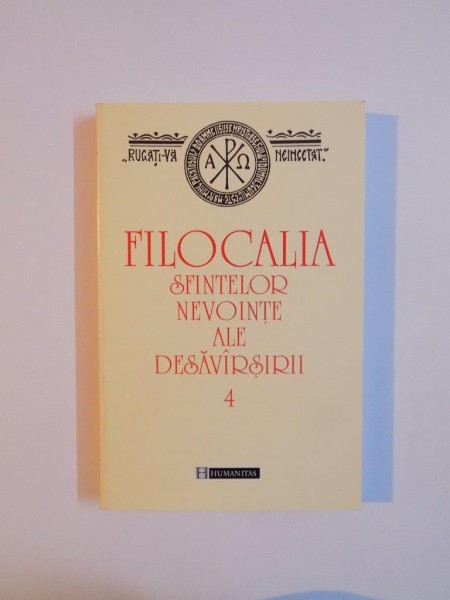 „RUGAȚI-VĂ NEINCETAT."
Α Ω
FILOCALIA
SFINTELOR
NEVOINȚE
ALE
DESĂVÎRȘIRII
4
H HUMANITAS